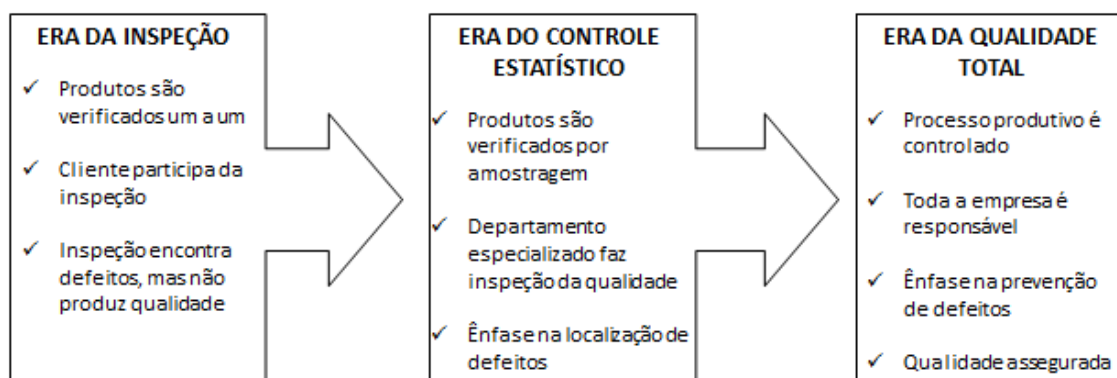 ERA DA INSPEÇÃO
✓ Produtos são
verificados um a um
✓ Cliente participa da
inspeção
✓ Inspeção encontra
defeitos, mas não
produz qualidade
ERA DO CONTROLE
ESTATÍSTICO
✓ Produtos são
verificados por
amostragem
✓ Departamento
especializado faz
inspeção da qualidade
✓ Ênfase na localização de
defeitos
ERA DA QUALIDADE
TOTAL
✓ Processo produtivo é
controlado
✓ Toda a empresa é
responsável
✓ Ênfase na prevenção
de defeitos
✓ Qualidade assegurada